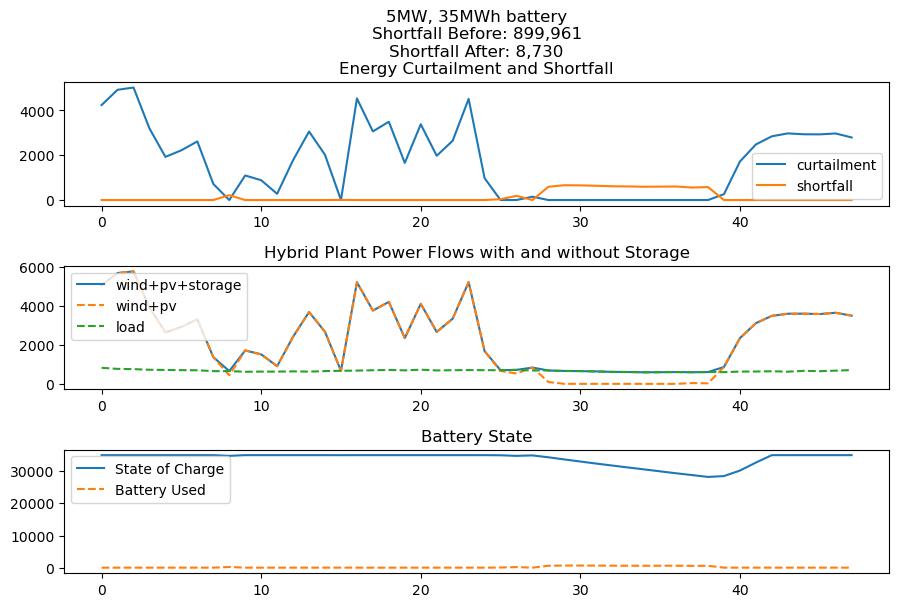 5MW, 35MWh battery
Shortfall Before: 899,961
Shortfall After: 8,730
Energy Curtailment and Shortfall
4000
2000
0
curtailment
shortfall
0
10
20
30
40
Hybrid Plant Power Flows with and without Storage
6000
4000
2000
0
wind+pv+storage
wind+pv
load
0
10
20
30
40
Battery State
30000
20000
10000
0
State of Charge
Battery Used
0
10
20
30
40